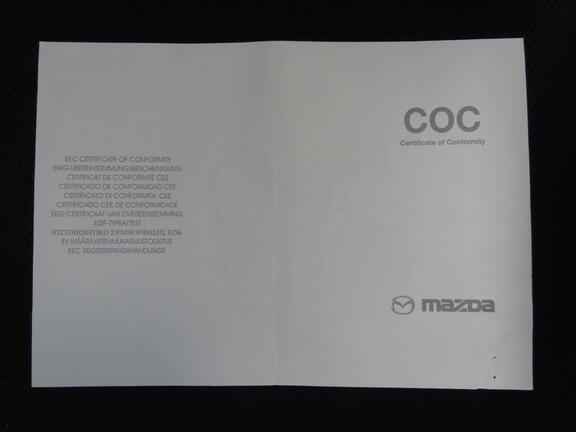 EEC CERTIFICATE OF CONFORMITY
EWG-ÜBEREINSTIMMUNGSBESCHEINIGUNG
CERTIFICAT DE CONFORMITE CEE
CERTIFICADO DE CONFORMIDAD CEE
CERTIFICATO DI CONFORMITA' CEE
CERTIFICADO CEE DE CONFORMIDADE
EEG-CERTIFICAAT VAN OVEREENSTEMMING
EØF-TYPEATTEST
ΠΙΣΤΟΠΟΙΗΤΙΚΟ ΣΥΜΜΟΡΦΩΣΗΣ ΕΟΚ
EY MÄÄRÄYSTENMUKAISUUSTODISTUS
EEC REGISTRERINGSHANDLINGR
COC
Certificate of Conformity
mazda